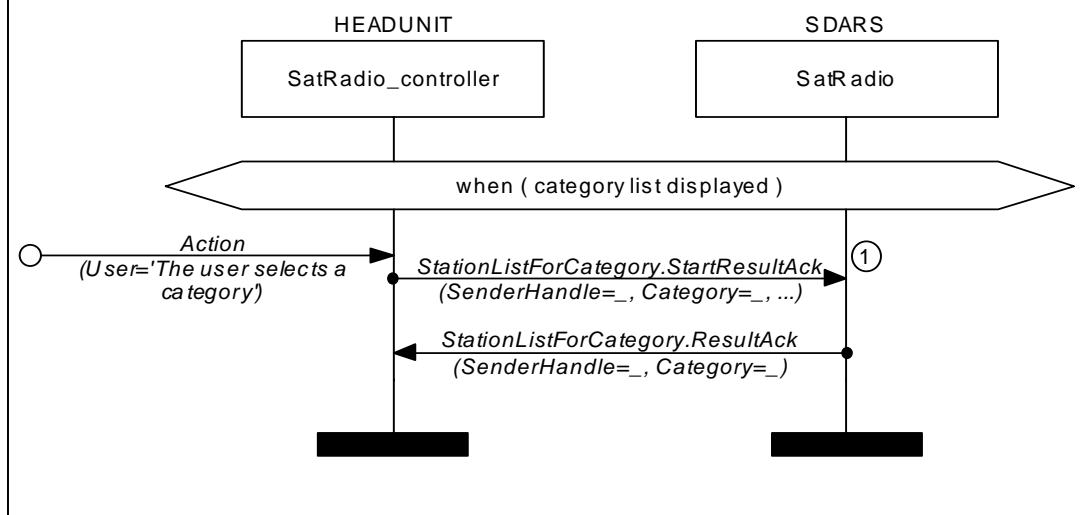 HEADUNIT
SDARS
SatRadio_controller
SatRadio
when ( category list displayed )
Action
(User='The user selects a
category')
1
StationListForCategory.StartResultAck
(SenderHandle=_, Category=_, ...)
StationListForCategory.ResultAck
(SenderHandle=_, Category=_)